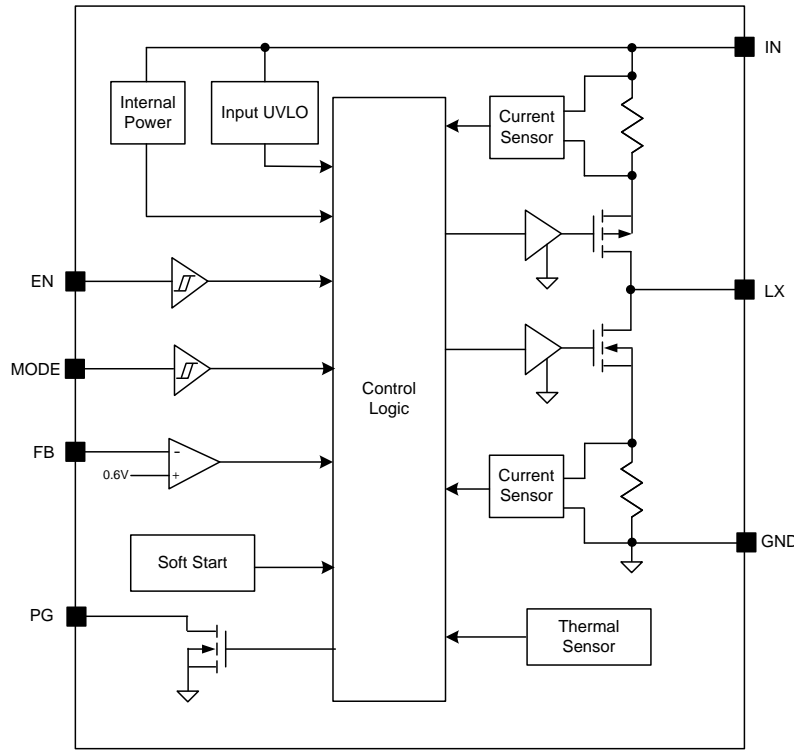 IN
Internal
Power
Input UVLO
Current
Sensor
EN
LX
MODE
Control
Logic
FB
-
0.6V
+
Current
Sensor
Soft Start
GND
PG
Thermal
Sensor